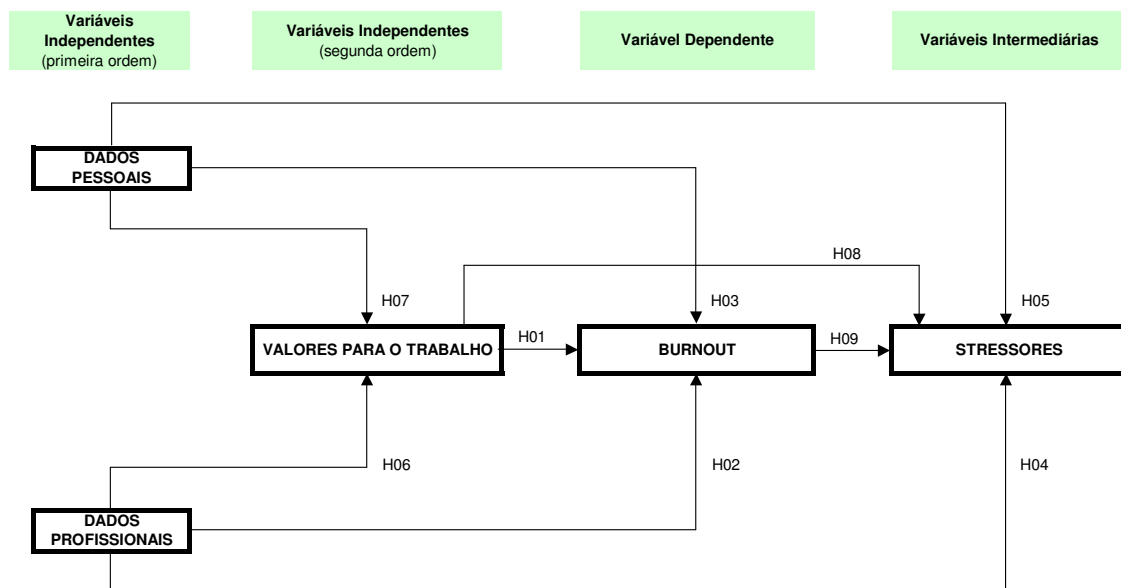 Variáveis
Independentes
(primeira ordem)
Variáveis Independentes
(segunda ordem)
Variável Dependente
Variáveis Intermediárias
DADOS
PESSOAIS
H08
H07
H03
H05
VALORES PARA O TRABALHO
H01
BURNOUT
H09
STRESSORES
H06
H02
H04
DADOS
PROFISSIONAIS